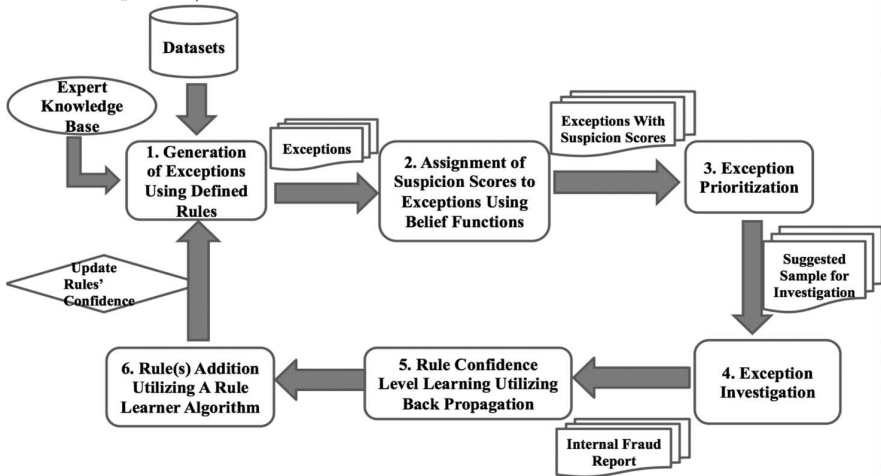 Datasets
Expert
Knowledge
Base
1. Generation
of Exceptions
Using Defined
Rules
Exceptions
2. Assignment of
Suspicion Scores to
Exceptions Using
Belief Functions
Exceptions With
Suspicion Scores
3. Exception
Prioritization
Suggested
Sample for
Investigation
4. Exception
Investigation
Internal Fraud
Report
5. Rule Confidence
Level Learning Utilizing
Back Propagation
6. Rule(s) Addition
Utilizing A Rule
Learner Algorithm
Update
Rules'
Confidence